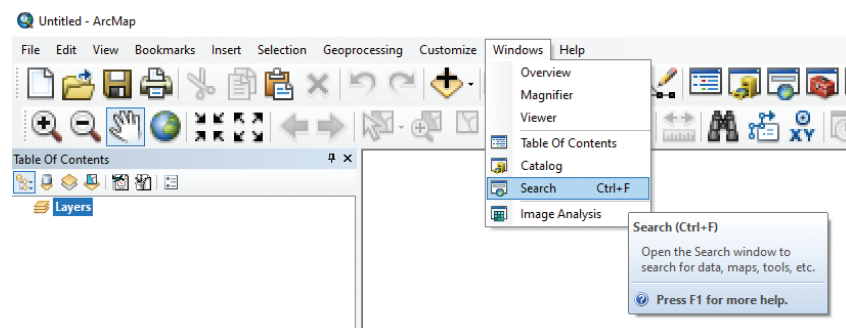 Untitled - ArcMap
File Edit View Bookmarks Insert Selection Geoprocessing Customize Windows Help
Overview
Magnifier
Viewer
Table Of Contents
Catalog
Search Ctrl+F
Image Analysis
XY
Table Of Contents
Layers
Search (Ctrl+F)
Open the Search window to
search for data, maps, tools, etc.
Press F1 for more help.